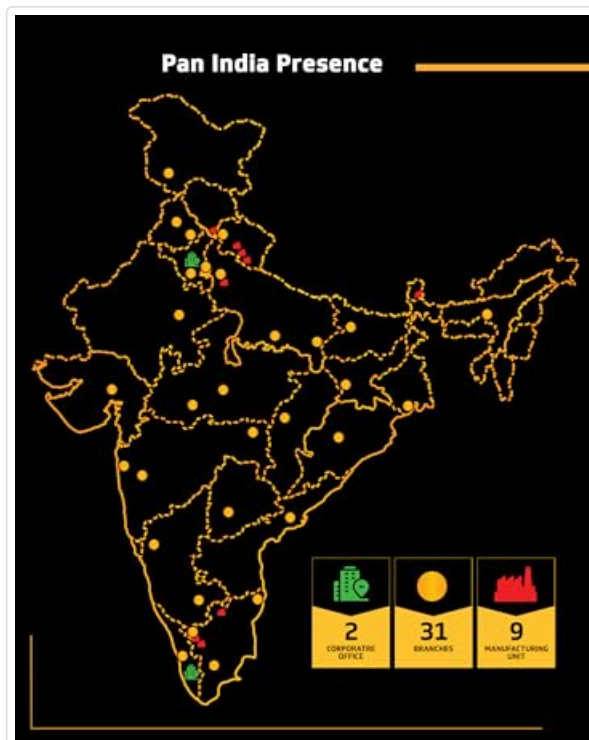 Pan India Presence
2
CORPORATRE
OFFICE
31
BRANCHES
9
MANUFACTURING
UNIT